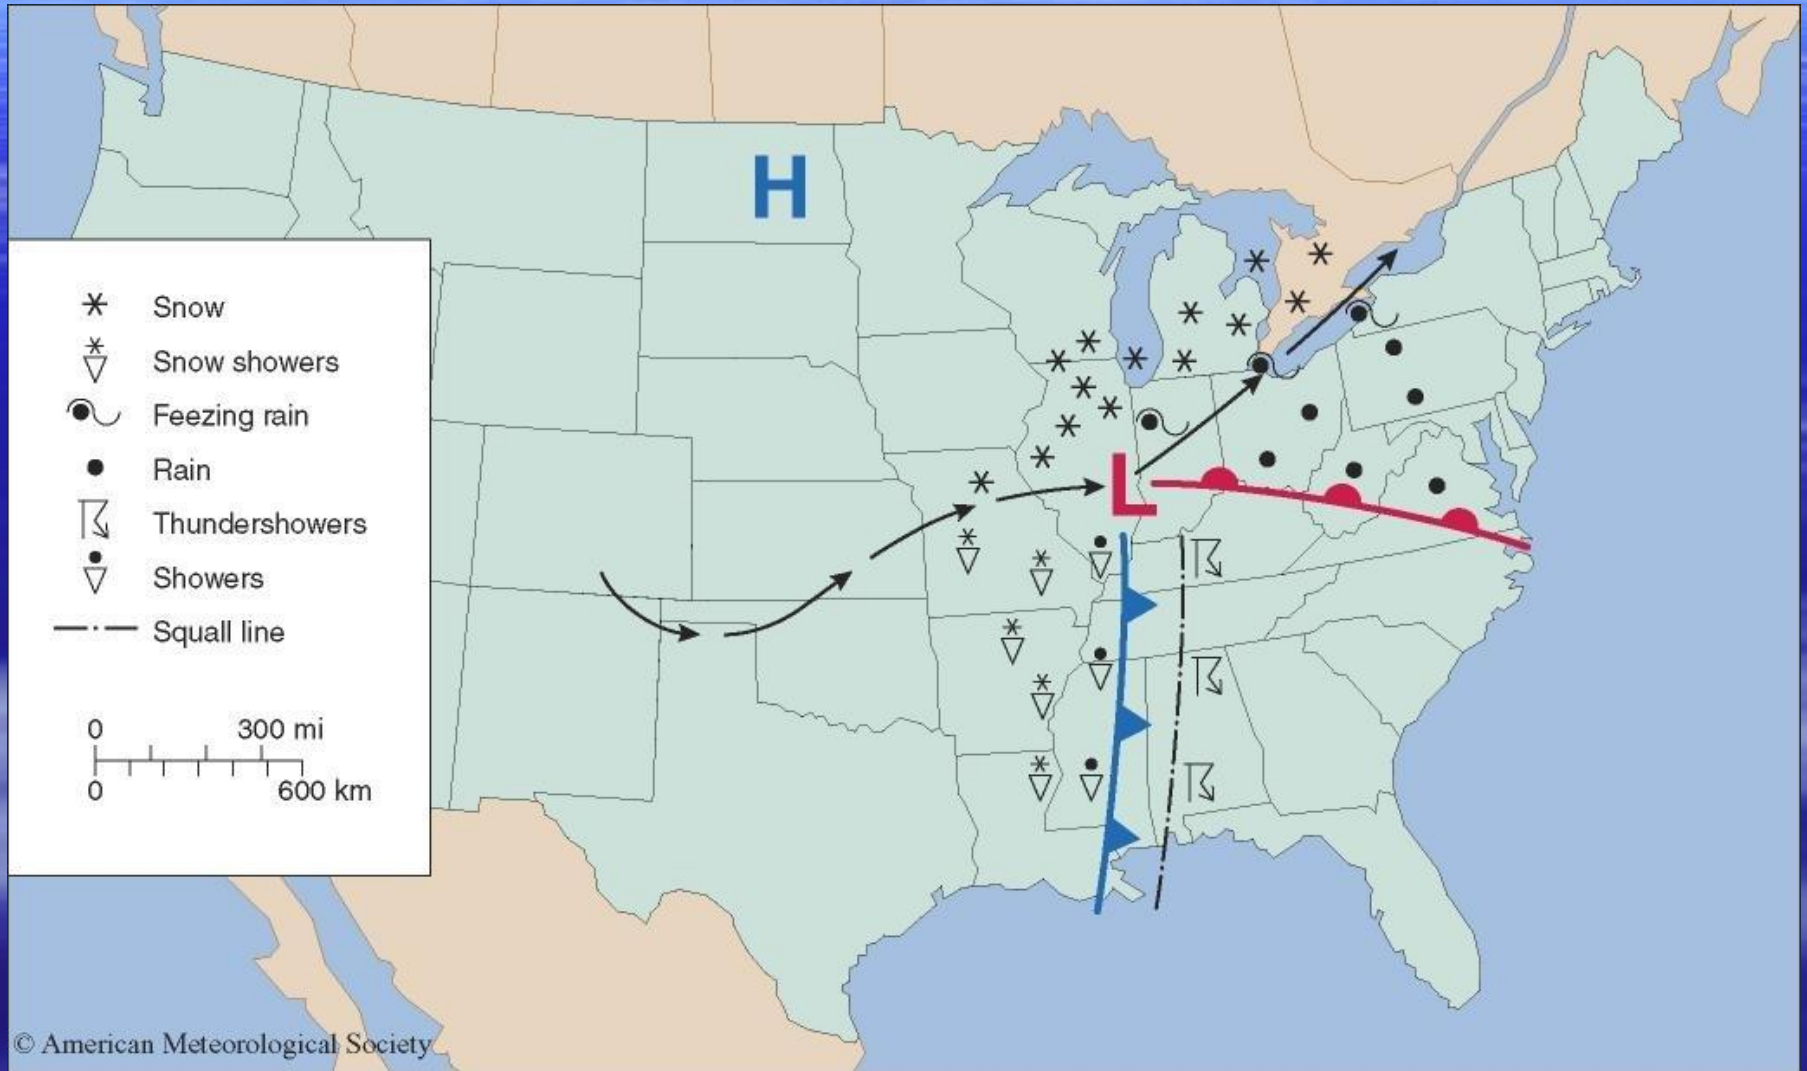 H
Snow
Snow showers
Feezing rain
Rain
Thundershowers
Showers
Squall line
L
0 300 mi
0 600 km
© American Meteorological Society